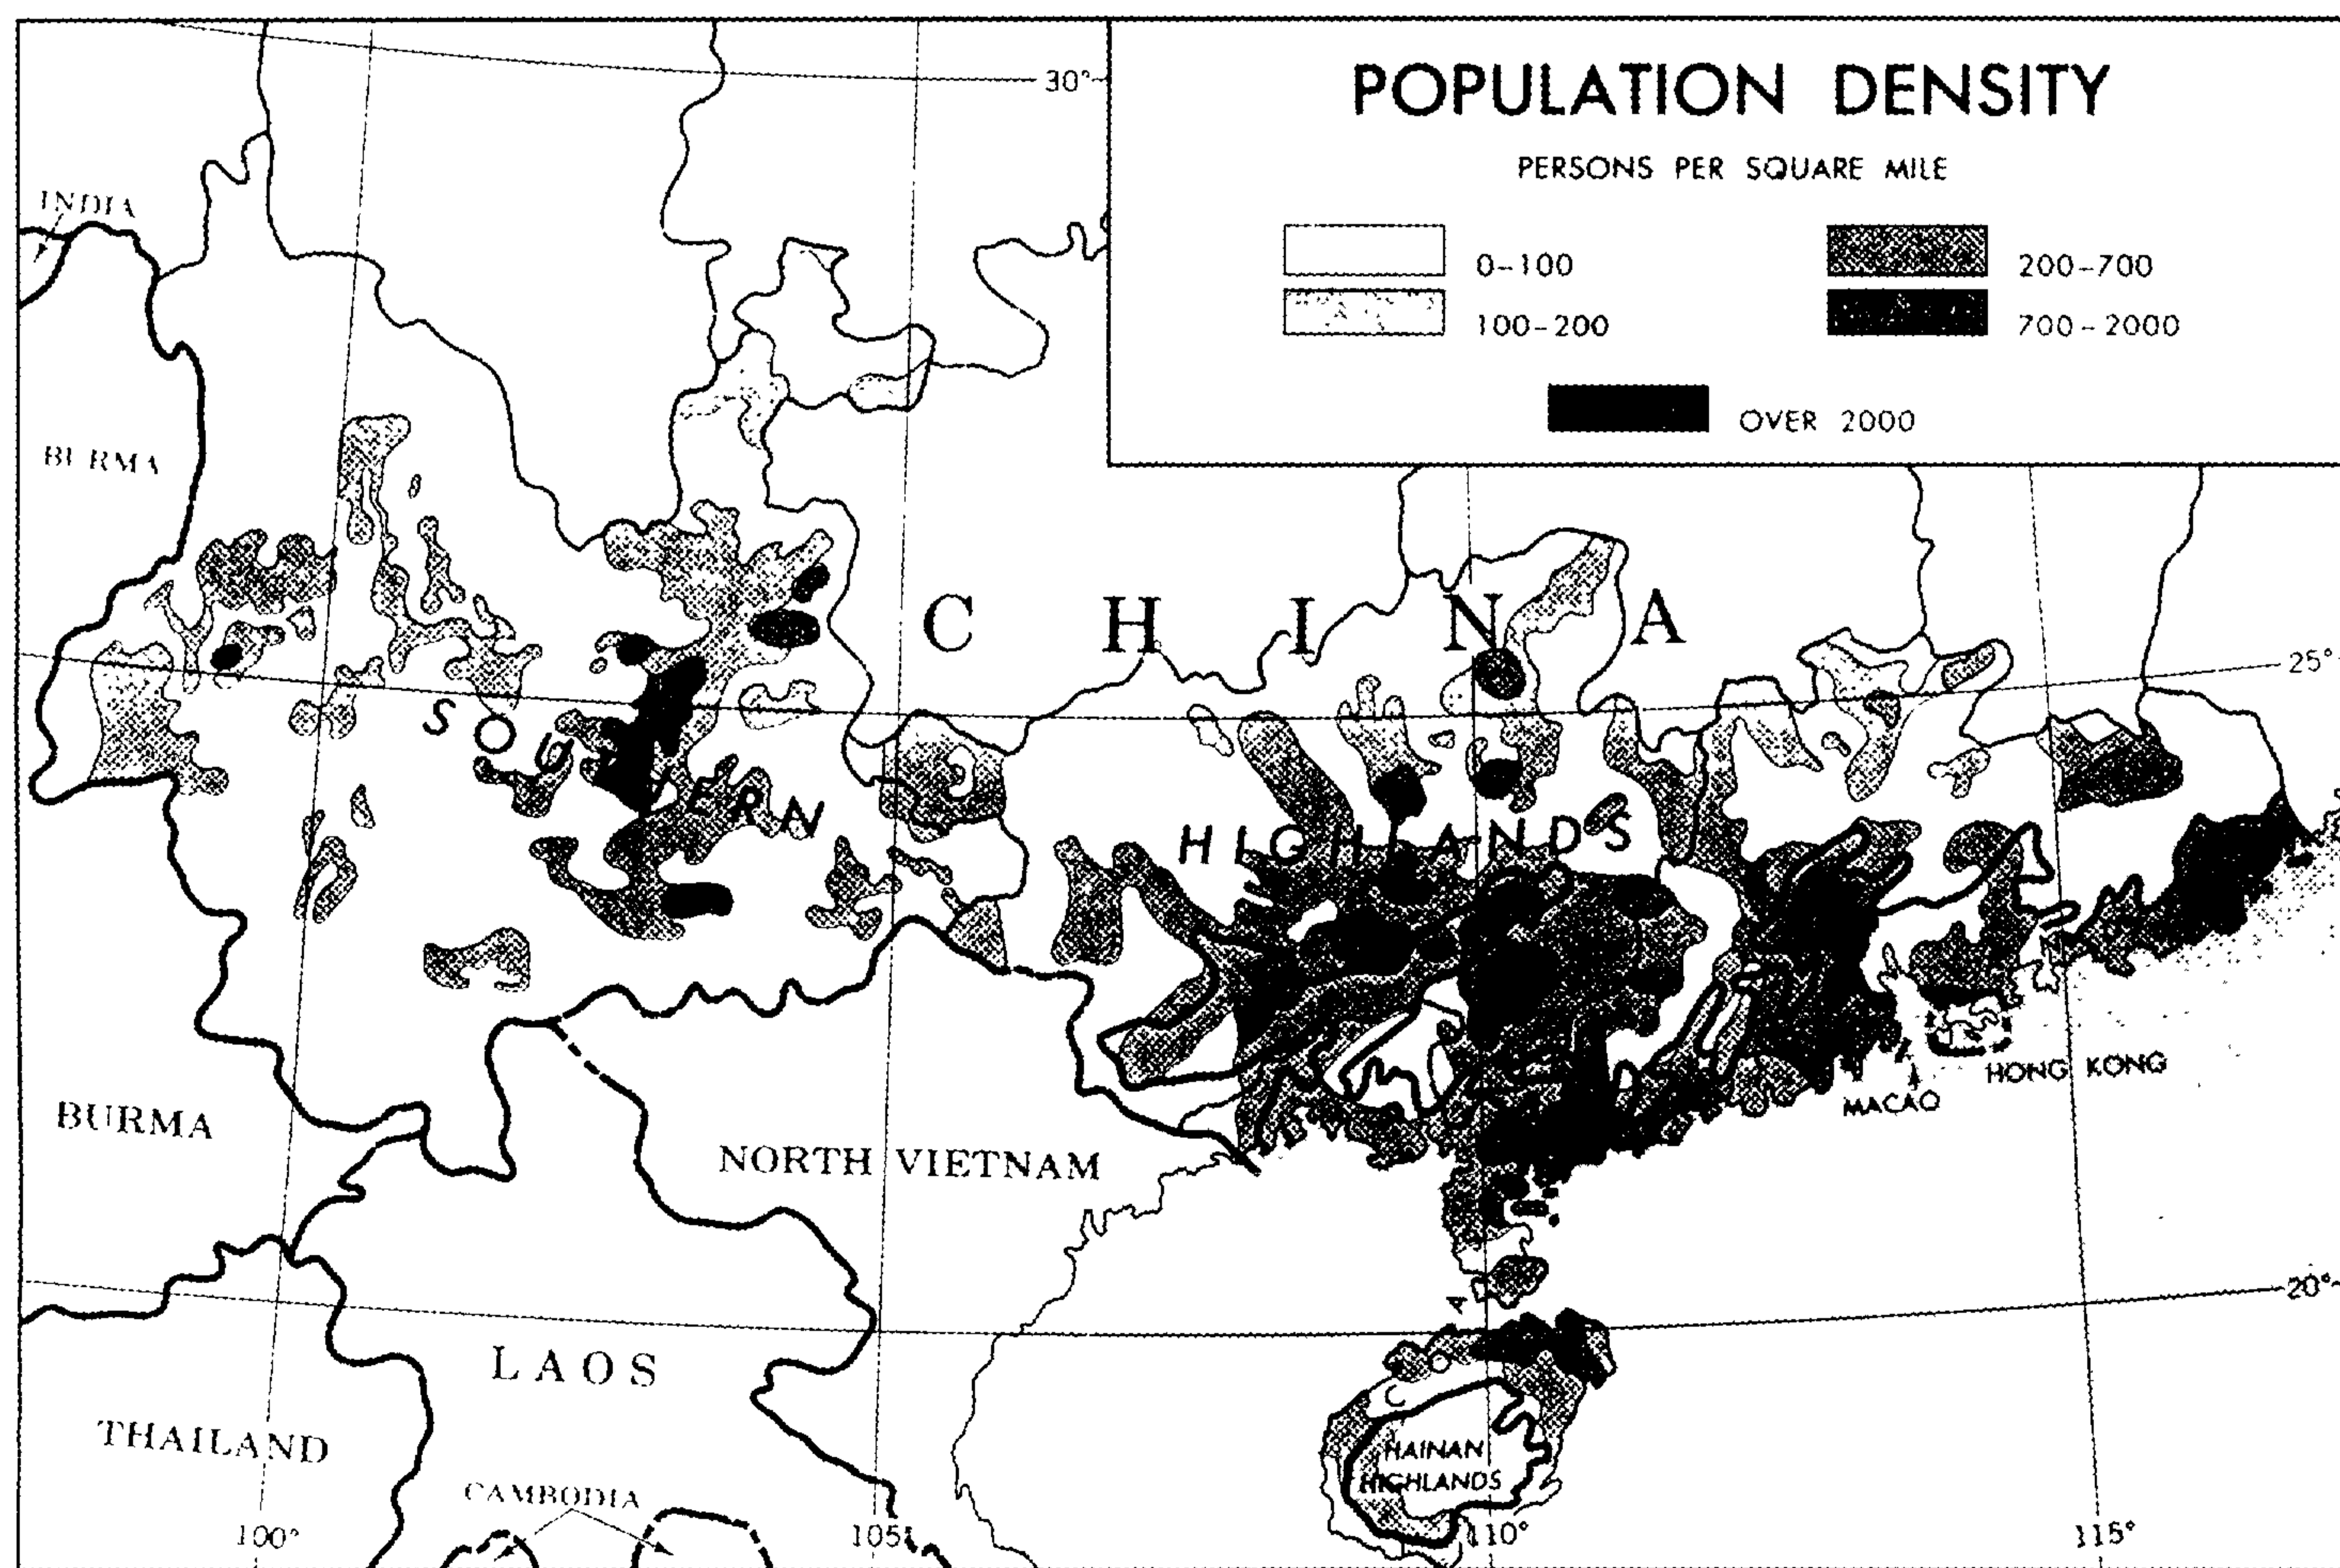 POPULATION DENSITY
PERSONS PER SQUARE MILE
0-100
200-700
100-200
700-2000
OVER 2000
30°
INDIA
BURMA
CHINA
25°
SOUTHERN
HIGHLANDS
HONG KONG
MACAO
BURMA
NORTH VIETNAM
20°
LAOS
THAILAND
HAINAN
HIGHLANDS
CAMBODIA
100°
105°
110°
115°